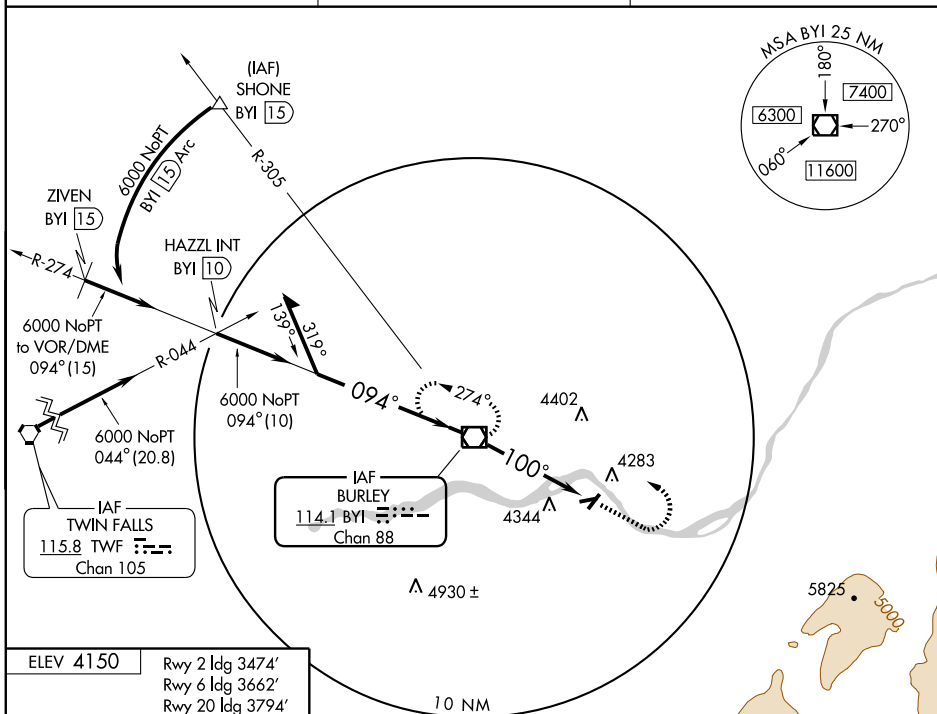 (IAF)
SHONE
BYI 15
MSA BYI 25 NM
180°
7400
6300
270°
060°
11600
6000 NoPT
BYI 15 Arc
R-305
ZIVEN
BYI 15
HAZZL INT
BYI 10
R-274
139°
319°
6000 NoPT
to VOR/DME
094° (15)
R-044
6000 NoPT
094° (10)
094°
274°
4402
6000 NoPT
044° (20.8)
100°
4283
4344
IAF
BURLEY
114.1 BYI
Chan 88
IAF
TWIN FALLS
115.8 TWF
Chan 105
4930 ±
5825
5000
ELEV 4150
Rwy 2 ldg 3474'
Rwy 6 ldg 3662'
Rwy 20 ldg 3794'
10 NM